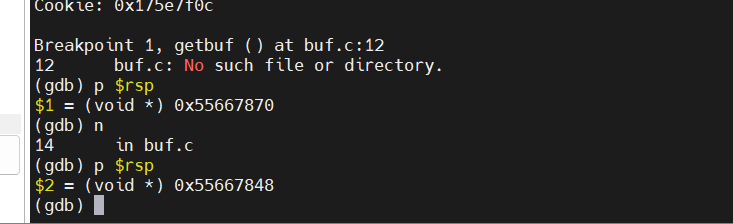 Cookie: 0x175e7f0c
Breakpoint 1, getbuf () at buf.c:12
12 buf.c: No such file or directory.
(gdb) p $rsp
$1 = (void *) 0x55667870
(gdb) n
14 in buf.c
(gdb) p $rsp
$2 = (void *) 0x55667848
(gdb)